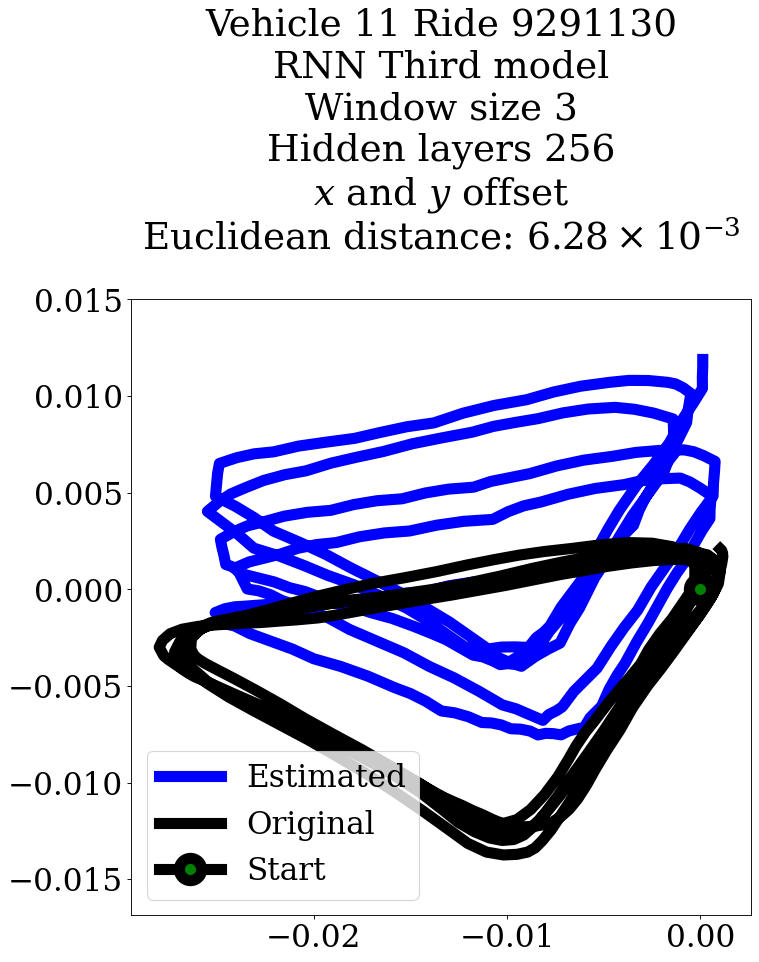 Vehicle 11 Ride 9291130
RNN Third model
Window size 3
Hidden layers 256
x and y offset
Euclidean distance: 6.28 × 10⁻³
0.015
0.010
0.005
0.000
−0.005
−0.010
−0.015
Estimated
Original
Start
−0.02
−0.01
0.00